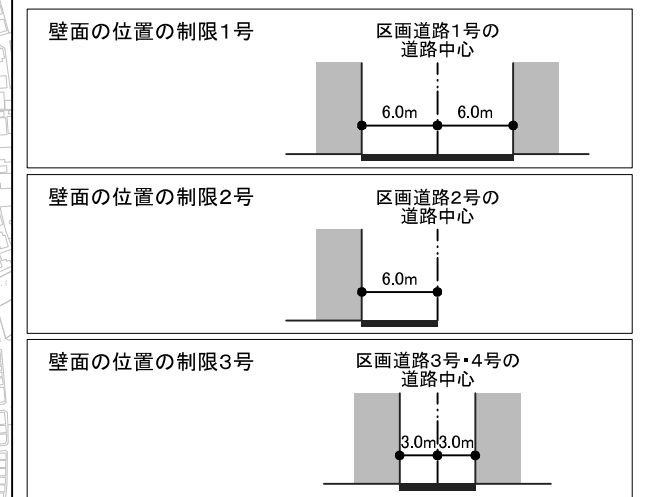 壁面の位置の制限1号
区画道路1号の
道路中心
6.0m 6.0m
壁面の位置の制限2号
区画道路2号の
道路中心
6.0m
壁面の位置の制限3号
区画道路3号・4号の
道路中心
3.0m 3.0m